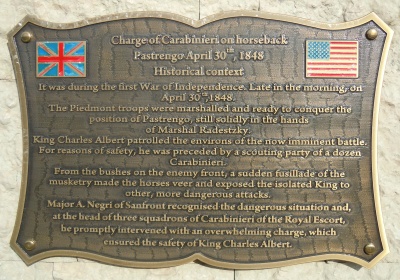 Charge of Carabinieri on horseback
Pastrengo April 30th, 1848
Historical context
It was during the first War of Independence. Late in the morning, on
April 30th, 1848.
The Piedmont troops were marshalled and ready to conquer the
position of Pastrengo, still solidly in the hands
of Marshal Radestzky.
King Charles Albert patrolled the environs of the now imminent battle.
For reasons of safety, he was preceded by a scouting party of a dozen
Carabinieri.
From the bushes on the enemy front, a sudden fusillade of the
musketry made the horses veer and exposed the isolated King to
other, more dangerous attacks.
Major A. Negri of Sanfront recognised the dangerous situation and,
at the head of three squadrons of Carabinieri of the Royal Escort,
he promptly intervened with an overwhelming charge, which
ensured the safety of King Charles Albert.